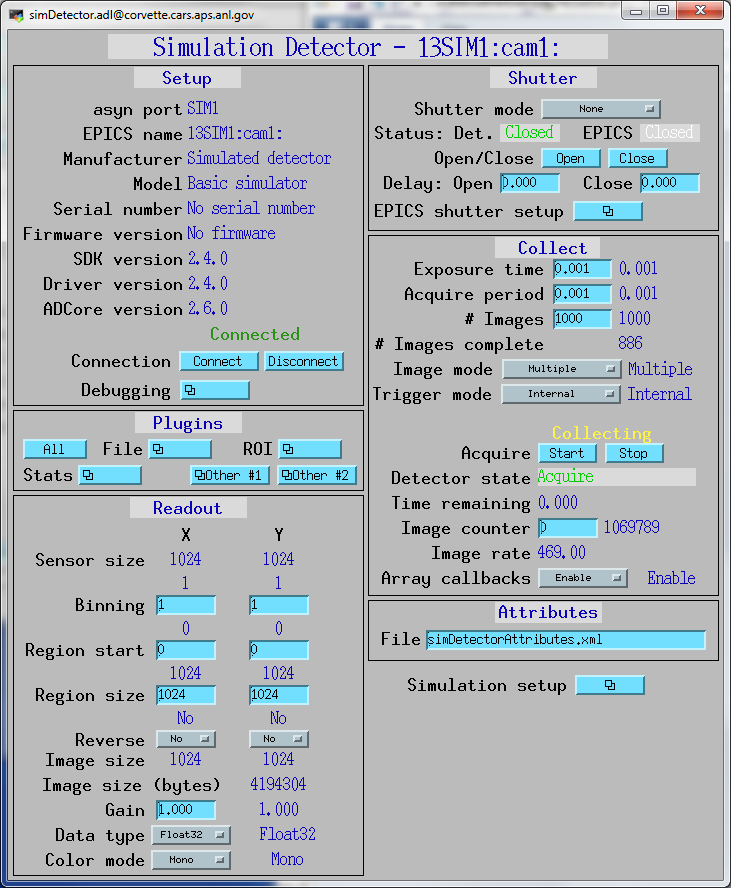 simDetector.adl@corvette.cars.aps.anl.gov
Simulation Detector - 13SIM1:cam1:
Setup
asyn port SIM1
EPICS name 13SIM1:cam1:
Manufacturer Simulated detector
Model Basic simulator
Serial number No serial number
Firmware version No firmware
SDK version 2.4.0
Driver version 2.4.0
ADCore version 2.6.0
Connected
Connection Connect Disconnect
Debugging
Plugins
All File ROI
Stats Other #1 Other #2
Readout
X Y
Sensor size 1024 1024
1 1
Binning 1 1
0 0
Region start 0 0
1024 1024
Region size 1024 1024
No No
Reverse No No
Image size 1024 1024
Image size (bytes) 4194304
Gain 1.000 1.000
Data type Float32 Float32
Color mode Mono Mono
Shutter
Shutter mode None
Status: Det. Closed EPICS Closed
Open/Close Open Close
Delay: Open 0.000 Close 0.000
EPICS shutter setup
Collect
Exposure time 0.001 0.001
Acquire period 0.001 0.001
# Images 1000 1000
# Images complete 886
Image mode Multiple Multiple
Trigger mode Internal Internal
Collecting
Acquire Start Stop
Detector state Acquire
Time remaining 0.000
Image counter 0 1069789
Image rate 469.00
Array callbacks Enable Enable
Attributes
File simDetectorAttributes.xml
Simulation setup